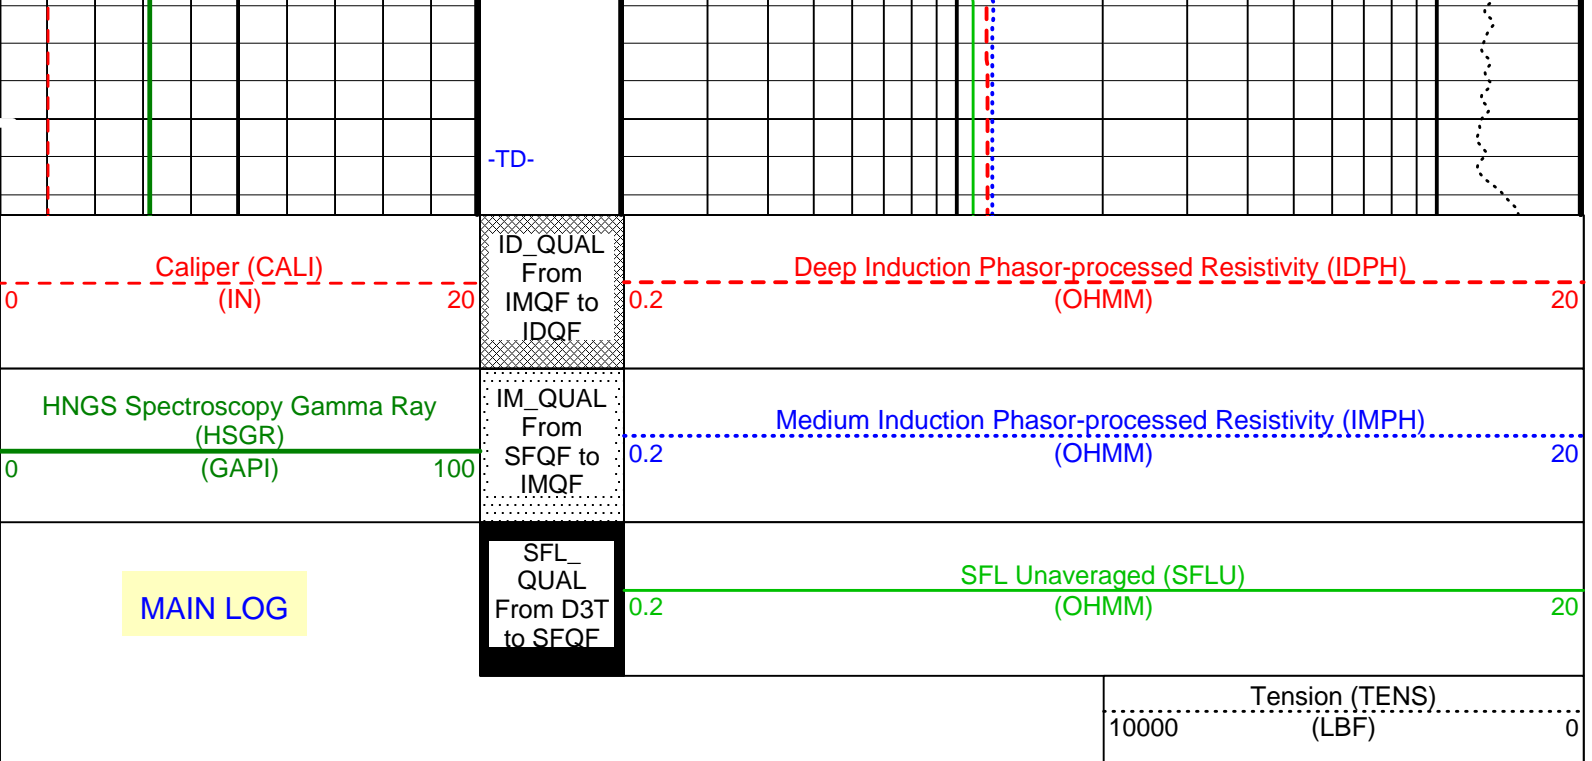 -TD-
Caliper (CALI)
0 (IN) 20
ID_QUAL
From
IMQF to
IDQF
Deep Induction Phasor-processed Resistivity (IDPH)
0.2 (OHMM) 20
HNGS Spectroscopy Gamma Ray
(HSGR)
0 (GAPI) 100
IM_QUAL
From
SFQF to
IMQF
Medium Induction Phasor-processed Resistivity (IMPH)
0.2 (OHMM) 20
MAIN LOG
SFL_
QUAL
From D3T
to SFQF
SFL Unaveraged (SFLU)
0.2 (OHMM) 20
Tension (TENS)
10000 (LBF) 0